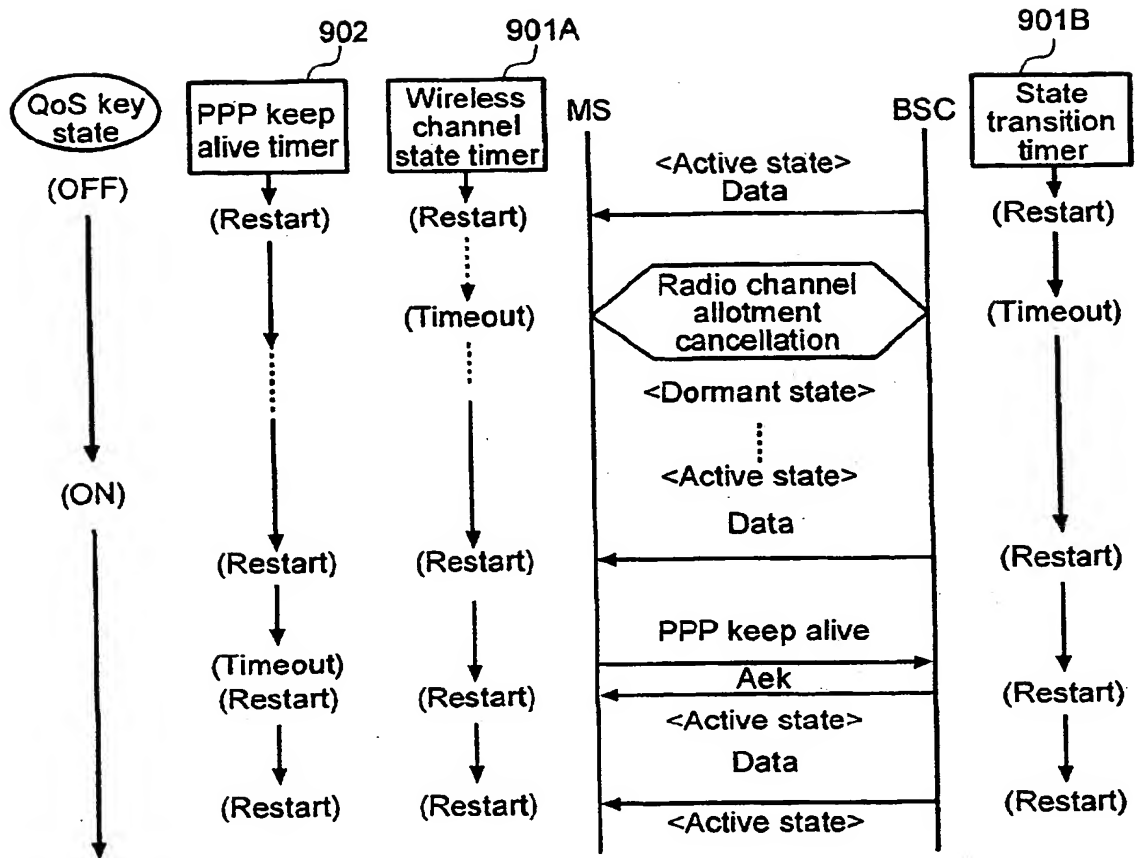 902
901A
901B
QoS key
state
PPP keep
alive timer
Wireless
channel
state timer
MS
BSC
State
transition
timer
(OFF)
(Restart)
(Restart)
<Active state>
Data
(Restart)
(Timeout)
Radio channel
allotment
cancellation
(Timeout)
<Dormant state>
<Active state>
(ON)
Data
(Restart)
(Restart)
(Restart)
PPP keep alive
(Timeout)
Aek
(Restart)
(Restart)
(Restart)
<Active state>
Data
(Restart)
(Restart)
(Restart)
<Active state>